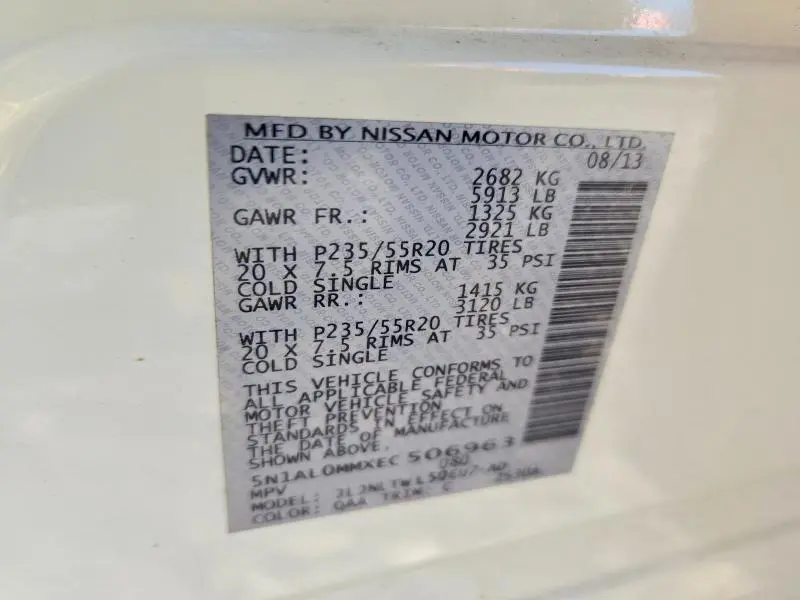 MFD BY NISSAN MOTOR CO., LTD.
DATE: 08/13
GVWR: 2682 KG
5913 LB
GAWR FR.: 1325 KG
2921 LB
WITH P235/55R20 TIRES
20 X 7.5 RIMS AT 35 PSI
COLD SINGLE
GAWR RR.: 1415 KG
3120 LB
WITH P235/55R20 TIRES
20 X 7.5 RIMS AT 35 PSI
COLD SINGLE
THIS VEHICLE CONFORMS TO
ALL APPLICABLE FEDERAL
MOTOR VEHICLE SAFETY AND
THEFT PREVENTION
STANDARDS IN EFFECT ON
THE DATE OF MANUFACTURE
SHOWN ABOVE.
5N1AL0MMXEC506963
MPV
MODEL:
COLOR: QAA TRIM: C